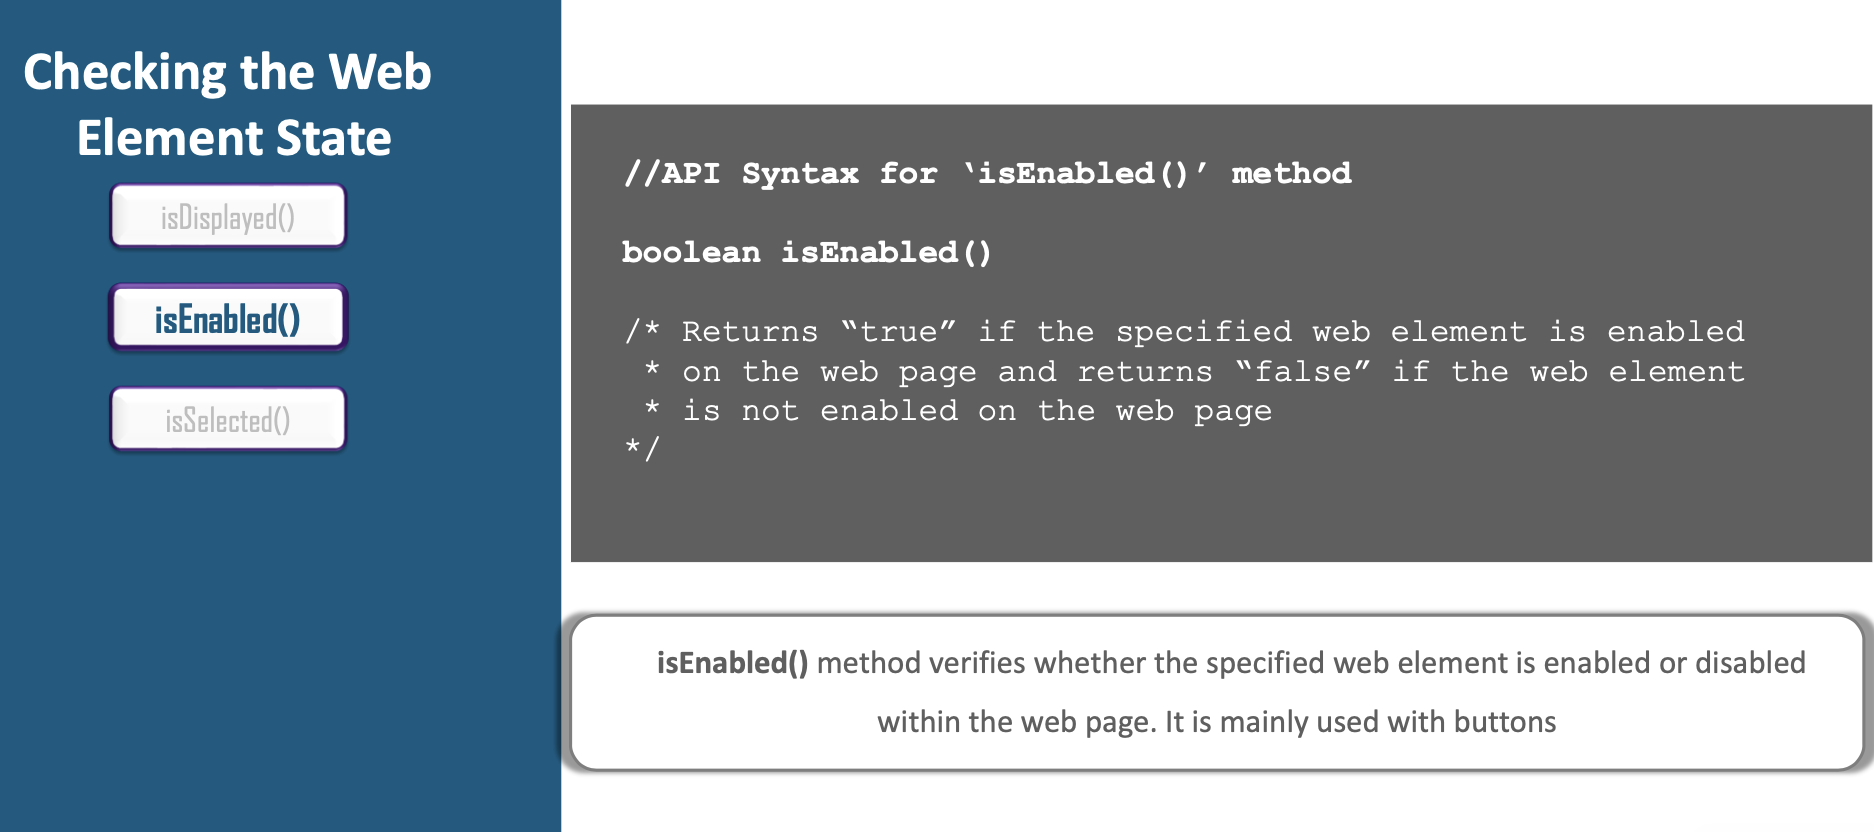 Checking the Web
Element State
isDisplayed()
isEnabled()
isSelected()
//API Syntax for ‘isEnabled()’ method
boolean isEnabled()
/* Returns “true” if the specified web element is enabled
* on the web page and returns “false” if the web element
* is not enabled on the web page
*/
isEnabled() method verifies whether the specified web element is enabled or disabled
within the web page. It is mainly used with buttons